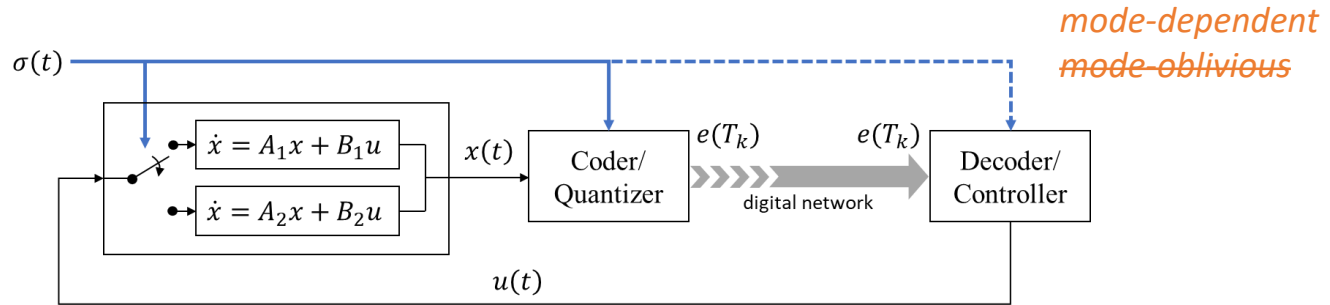 mode-dependent
mode-oblivious
σ(t)
ẋ = A₁x + B₁u
ẋ = A₂x + B₂u
x(t)
Coder/
Quantizer
e(Tₖ)
e(Tₖ)
digital network
Decoder/
Controller
u(t)